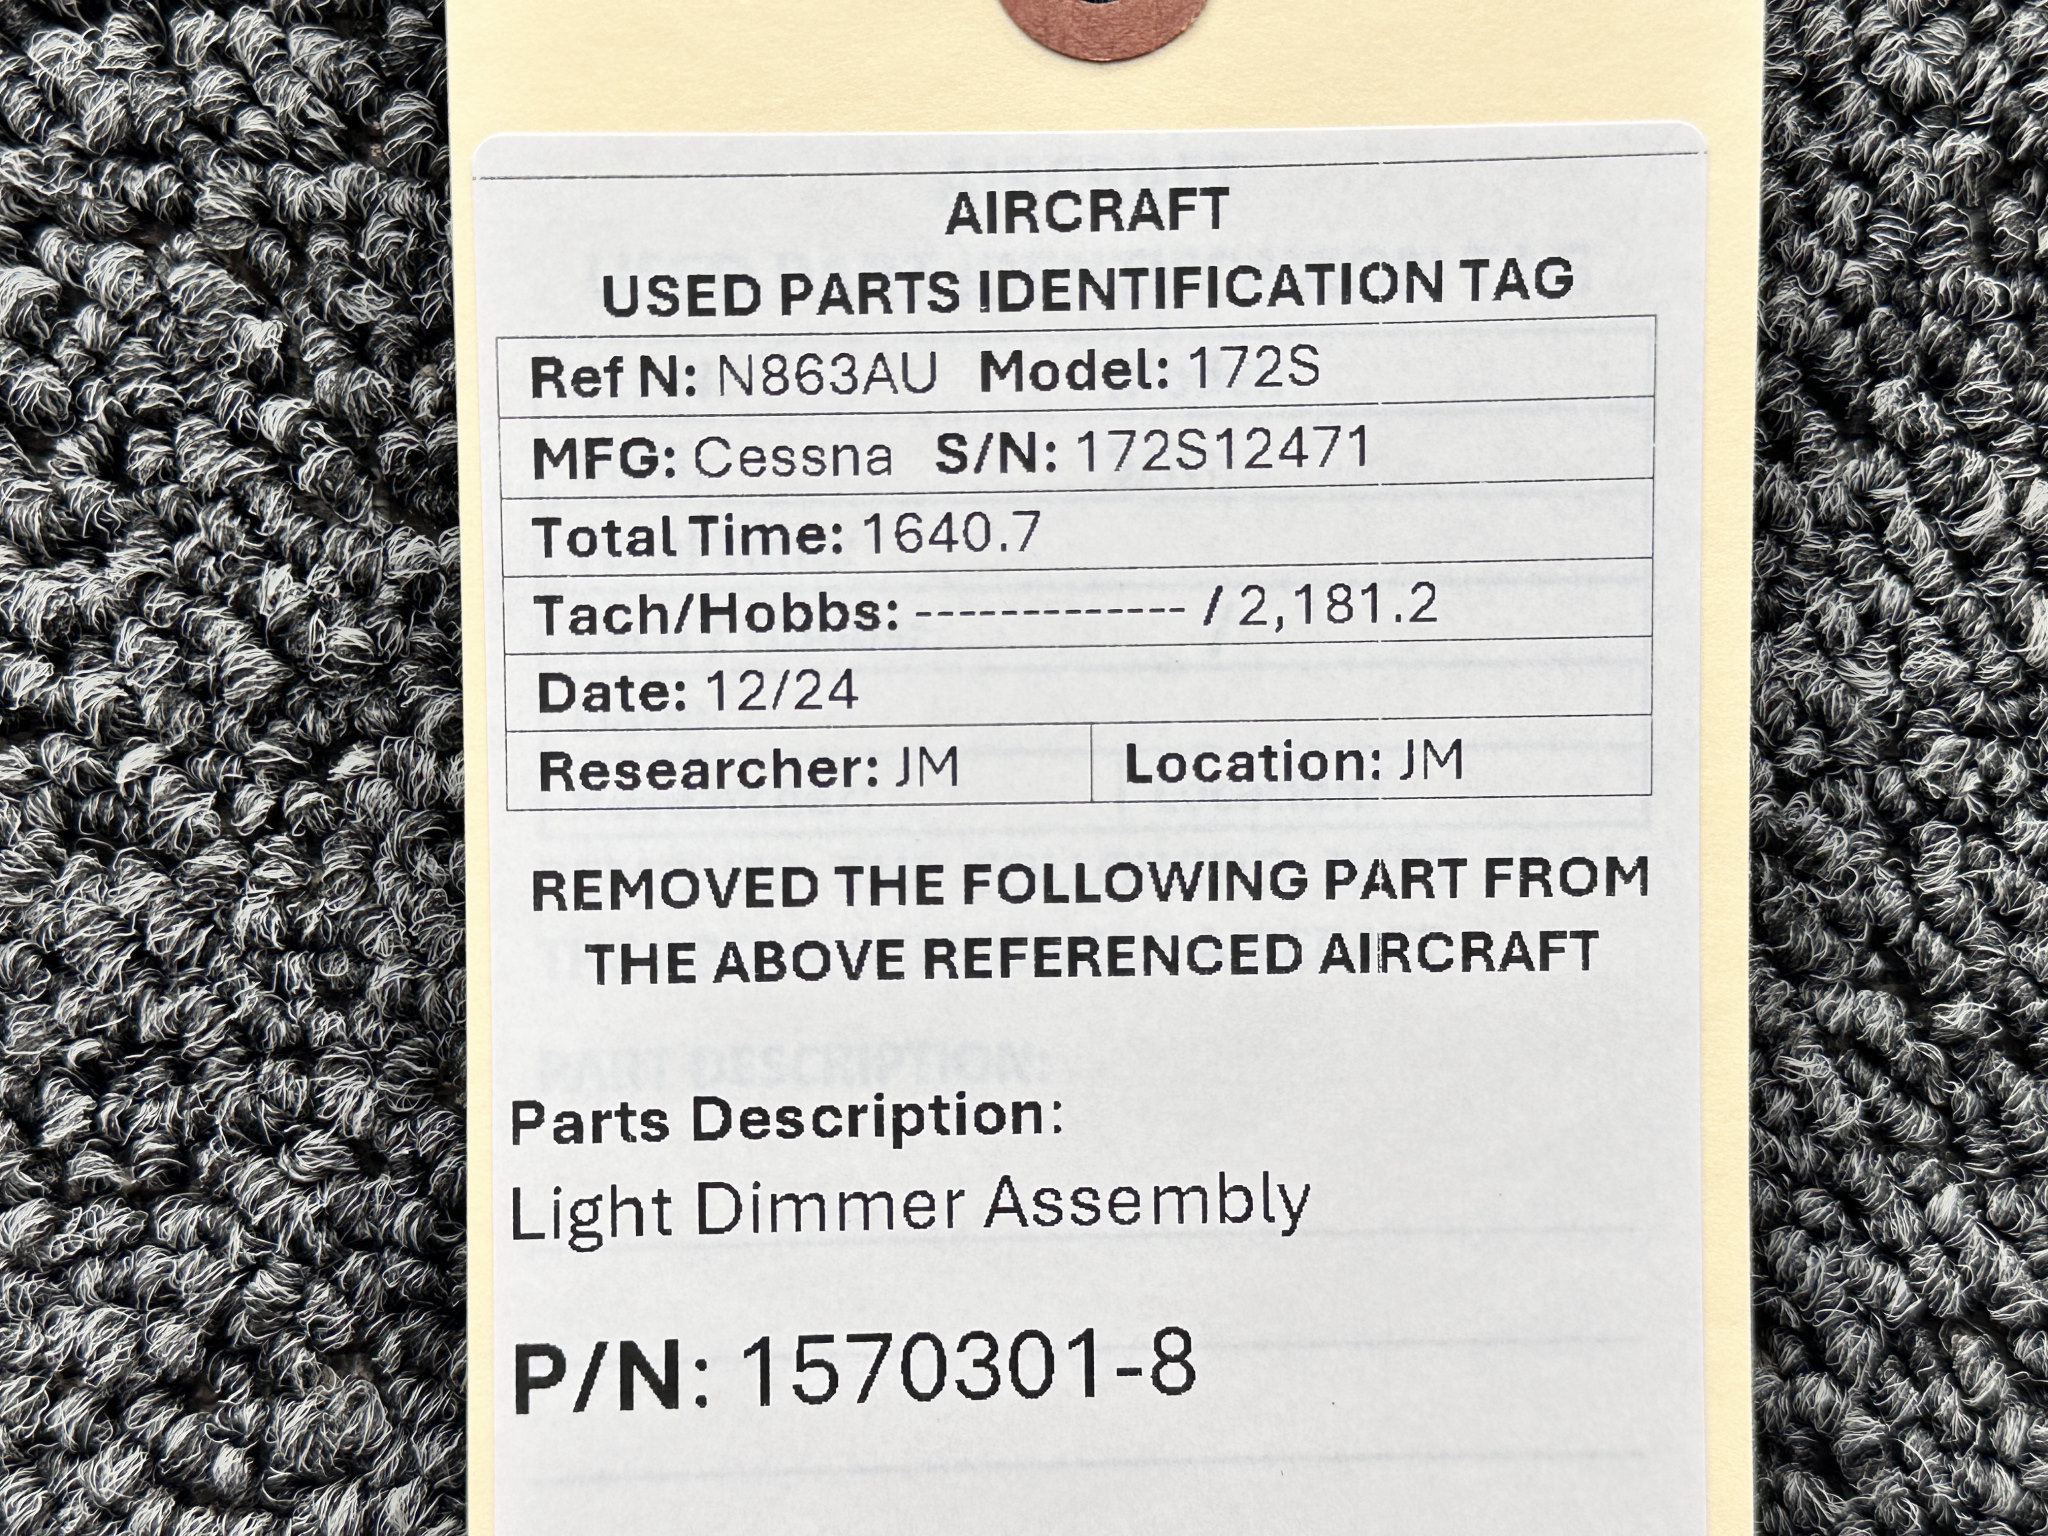 AIRCRAFT
USED PARTS IDENTIFICATION TAG
Ref N: N863AU Model: 172S
MFG: Cessna S/N: 172S12471
Total Time: 1640.7
Tach/Hobbs: ------------- / 2,181.2
Date: 12/24
Researcher: JM Location: JM
REMOVED THE FOLLOWING PART FROM
THE ABOVE REFERENCED AIRCRAFT
PART DESCRIPTION:
Parts Description:
Light Dimmer Assembly
P/N: 1570301-8